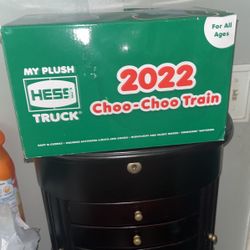 For All
Ages
MY PLUSH
HESS
TRUCK
2022
Choo-Choo Train